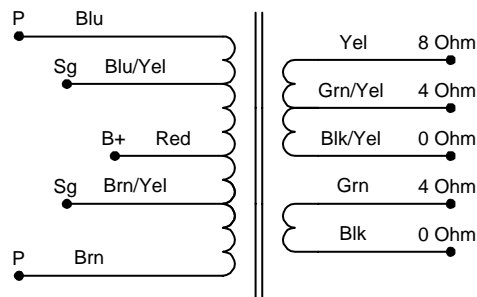 P Blu
Yel 8 Ohm
Sg Blu/Yel
Grn/Yel 4 Ohm
B+ Red
Blk/Yel 0 Ohm
Sg Brn/Yel
Grn 4 Ohm
Blk 0 Ohm
P Brn